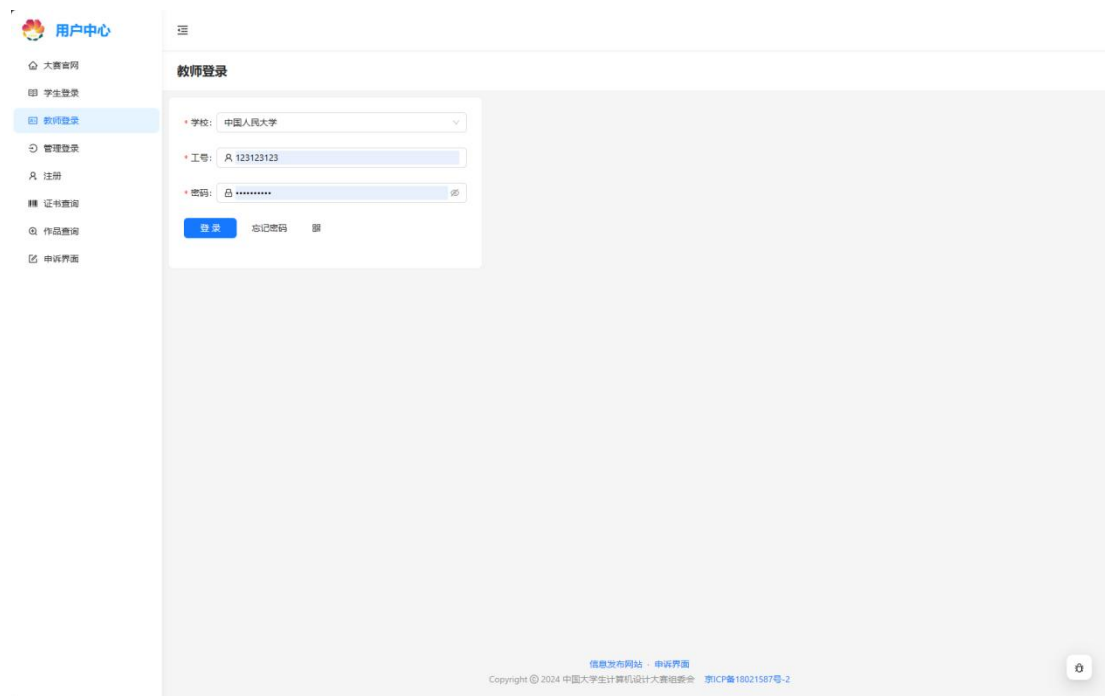 用户中心
大赛官网
学生登录
教师登录
管理登录
注册
证书查询
作品查询
申诉界面
教师登录
* 学校: 中国人民大学
* 工号: 123123123
* 密码: ••••••••••
登 录 忘记密码
信息发布网站 · 申诉界面
Copyright © 2024 中国大学生计算机设计大赛组委会 京ICP备18021587号-2